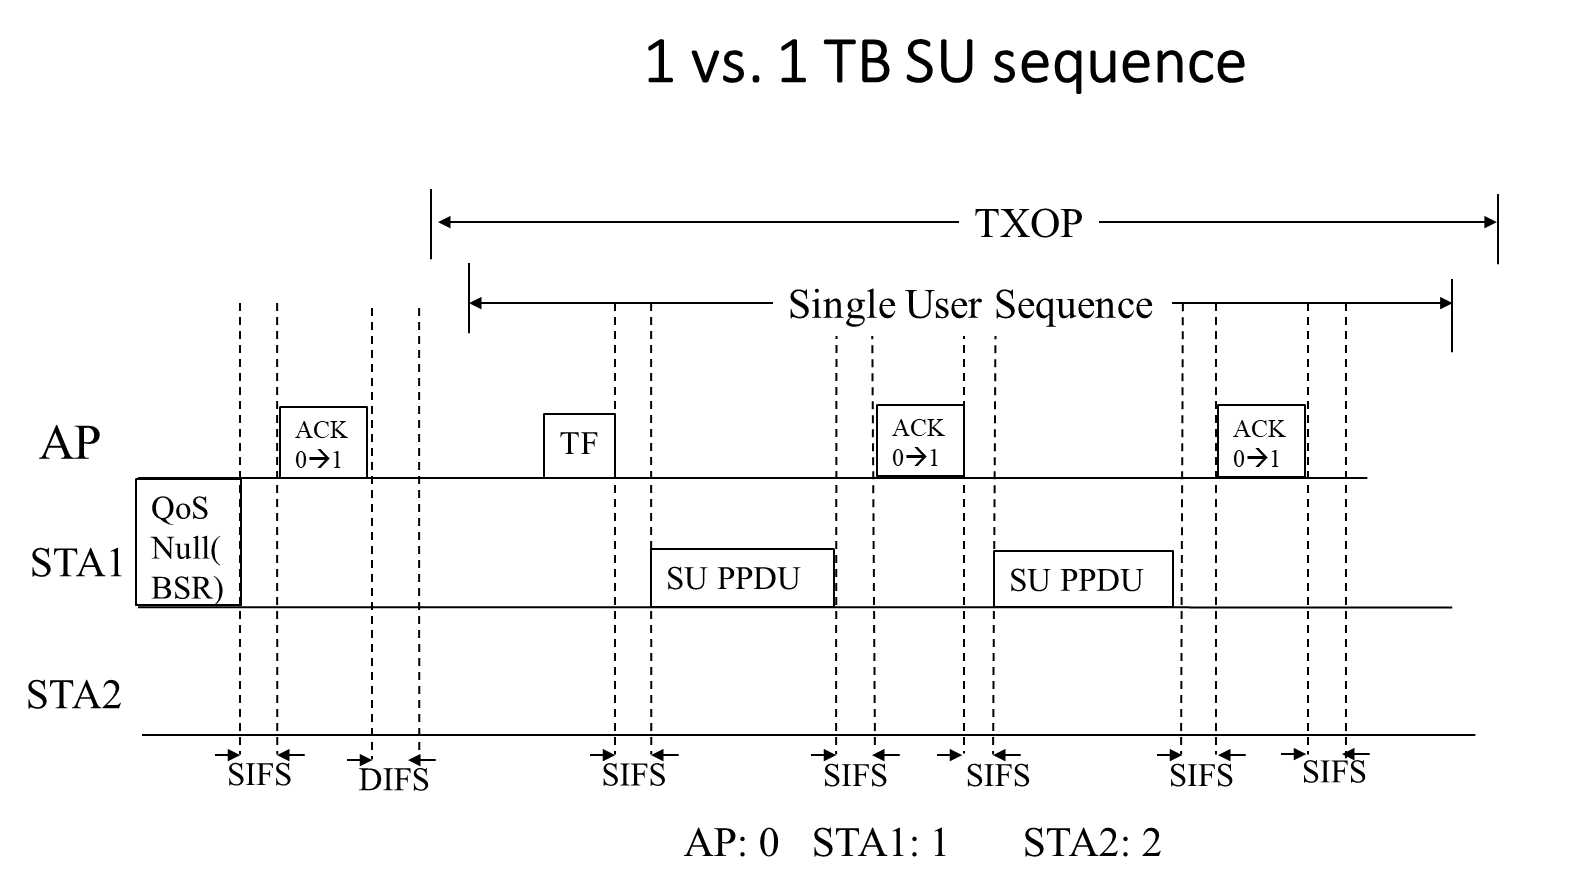 1 vs. 1 TB SU sequence
TXOP
Single User Sequence
AP
ACK
0→1
TF
ACK
0→1
ACK
0→1
STA1
QoS
Null(
BSR)
SU PPDU
SU PPDU
STA2
SIFS
DIFS
SIFS
SIFS
SIFS
SIFS
SIFS
AP: 0 STA1: 1 STA2: 2